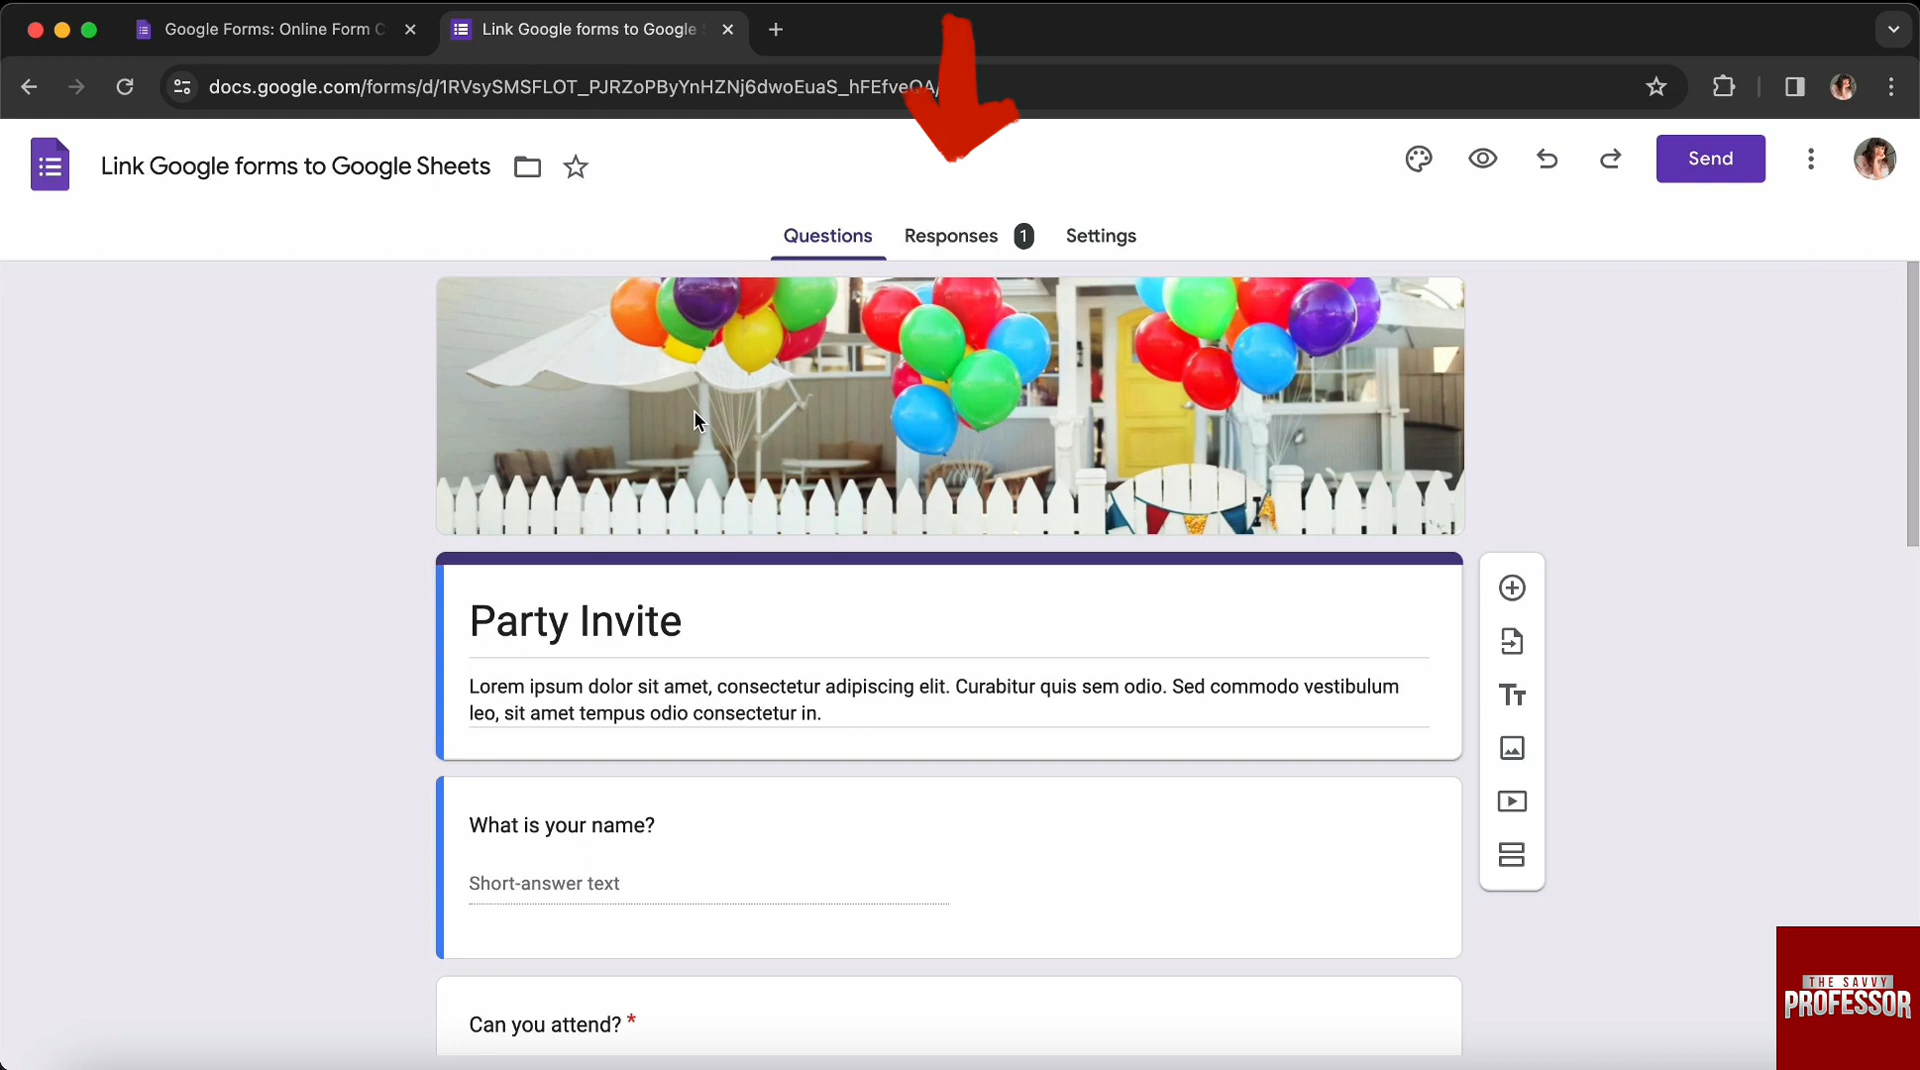 Google Forms: Online Form C
Link Google forms to Google S
docs.google.com/forms/d/1RVsySMSFLOT_PJRZoPByYnHZNj6dwoEuaS_hFEfveQA/
Link Google forms to Google Sheets
Send
Questions
Responses 1
Settings
Party Invite
Lorem ipsum dolor sit amet, consectetur adipiscing elit. Curabitur quis sem odio. Sed commodo vestibulum
leo, sit amet tempus odio consectetur in.
What is your name?
Short-answer text
Can you attend? *
THE SAVVY
PROFESSOR